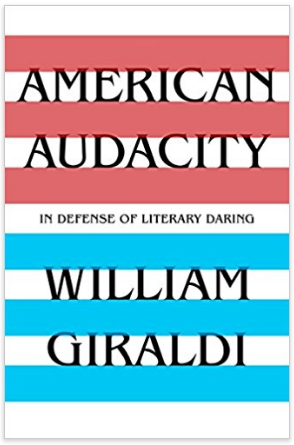 AMERICAN
AUDACITY
IN DEFENSE OF LITERARY DARING
WILLIAM
GIRALDI